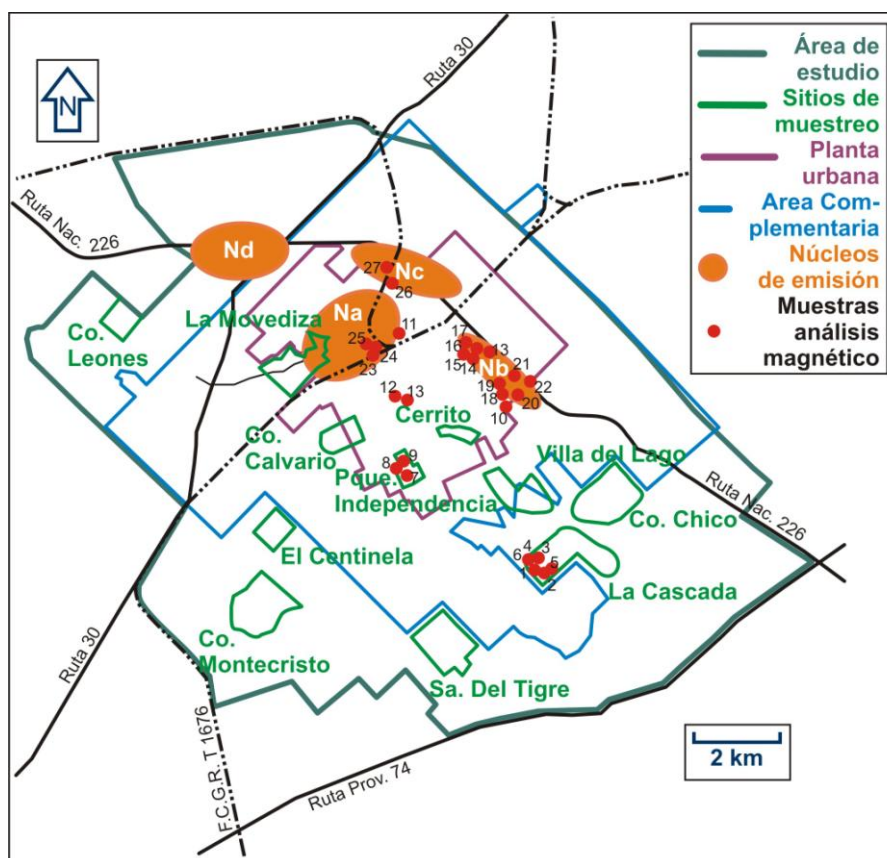 Ruta 30
N
Área de
estudio
Sitios de
muestreo
Planta
urbana
Area Com-
plementaria
Núcleos
de emisión
Muestras
análisis
magnético
Ruta Nac. 226
Nd
27
Nc
26
Na
La Movediza
Co.
Leones
11
25
24
23
17
16
13
15
14
Nb
21
19
22
18
20
10
12
13
Cerrito
Co.
Calvario
9
8
7
Pque.
Independencia
Villa del Lago
Co. Chico
Ruta Nac. 226
El Centinela
4
3
6
5
1
2
La Cascada
Co.
Montecristo
Sa. Del Tigre
Ruta 30
F.C.G.R. T 1676
Ruta Prov. 74
2 km